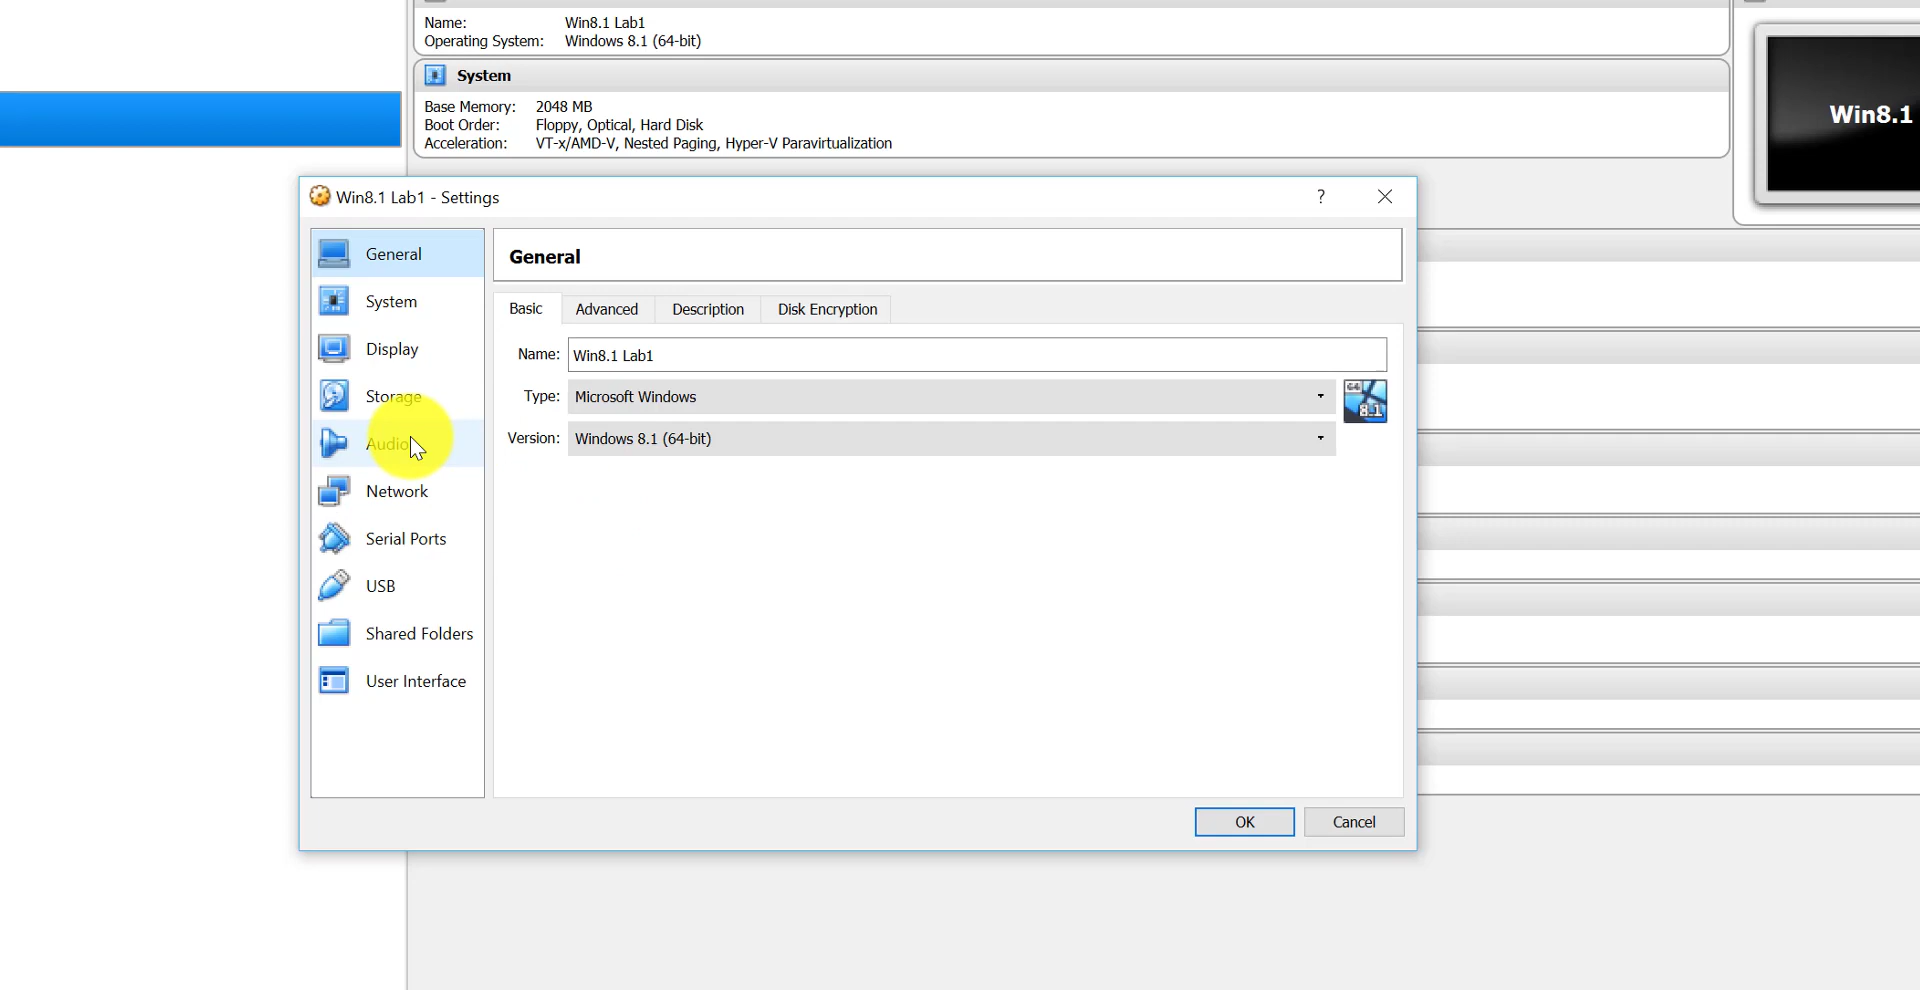 Name: Win8.1 Lab1
Operating System: Windows 8.1 (64-bit)
System
Base Memory: 2048 MB
Boot Order: Floppy, Optical, Hard Disk
Acceleration: VT-x/AMD-V, Nested Paging, Hyper-V Paravirtualization
Win8.1
Win8.1 Lab1 - Settings
?
General
System
Display
Storage
Audio
Network
Serial Ports
USB
Shared Folders
User Interface
General
Basic Advanced Description Disk Encryption
Name: Win8.1 Lab1
Type: Microsoft Windows
64
8.1
Version: Windows 8.1 (64-bit)
OK Cancel